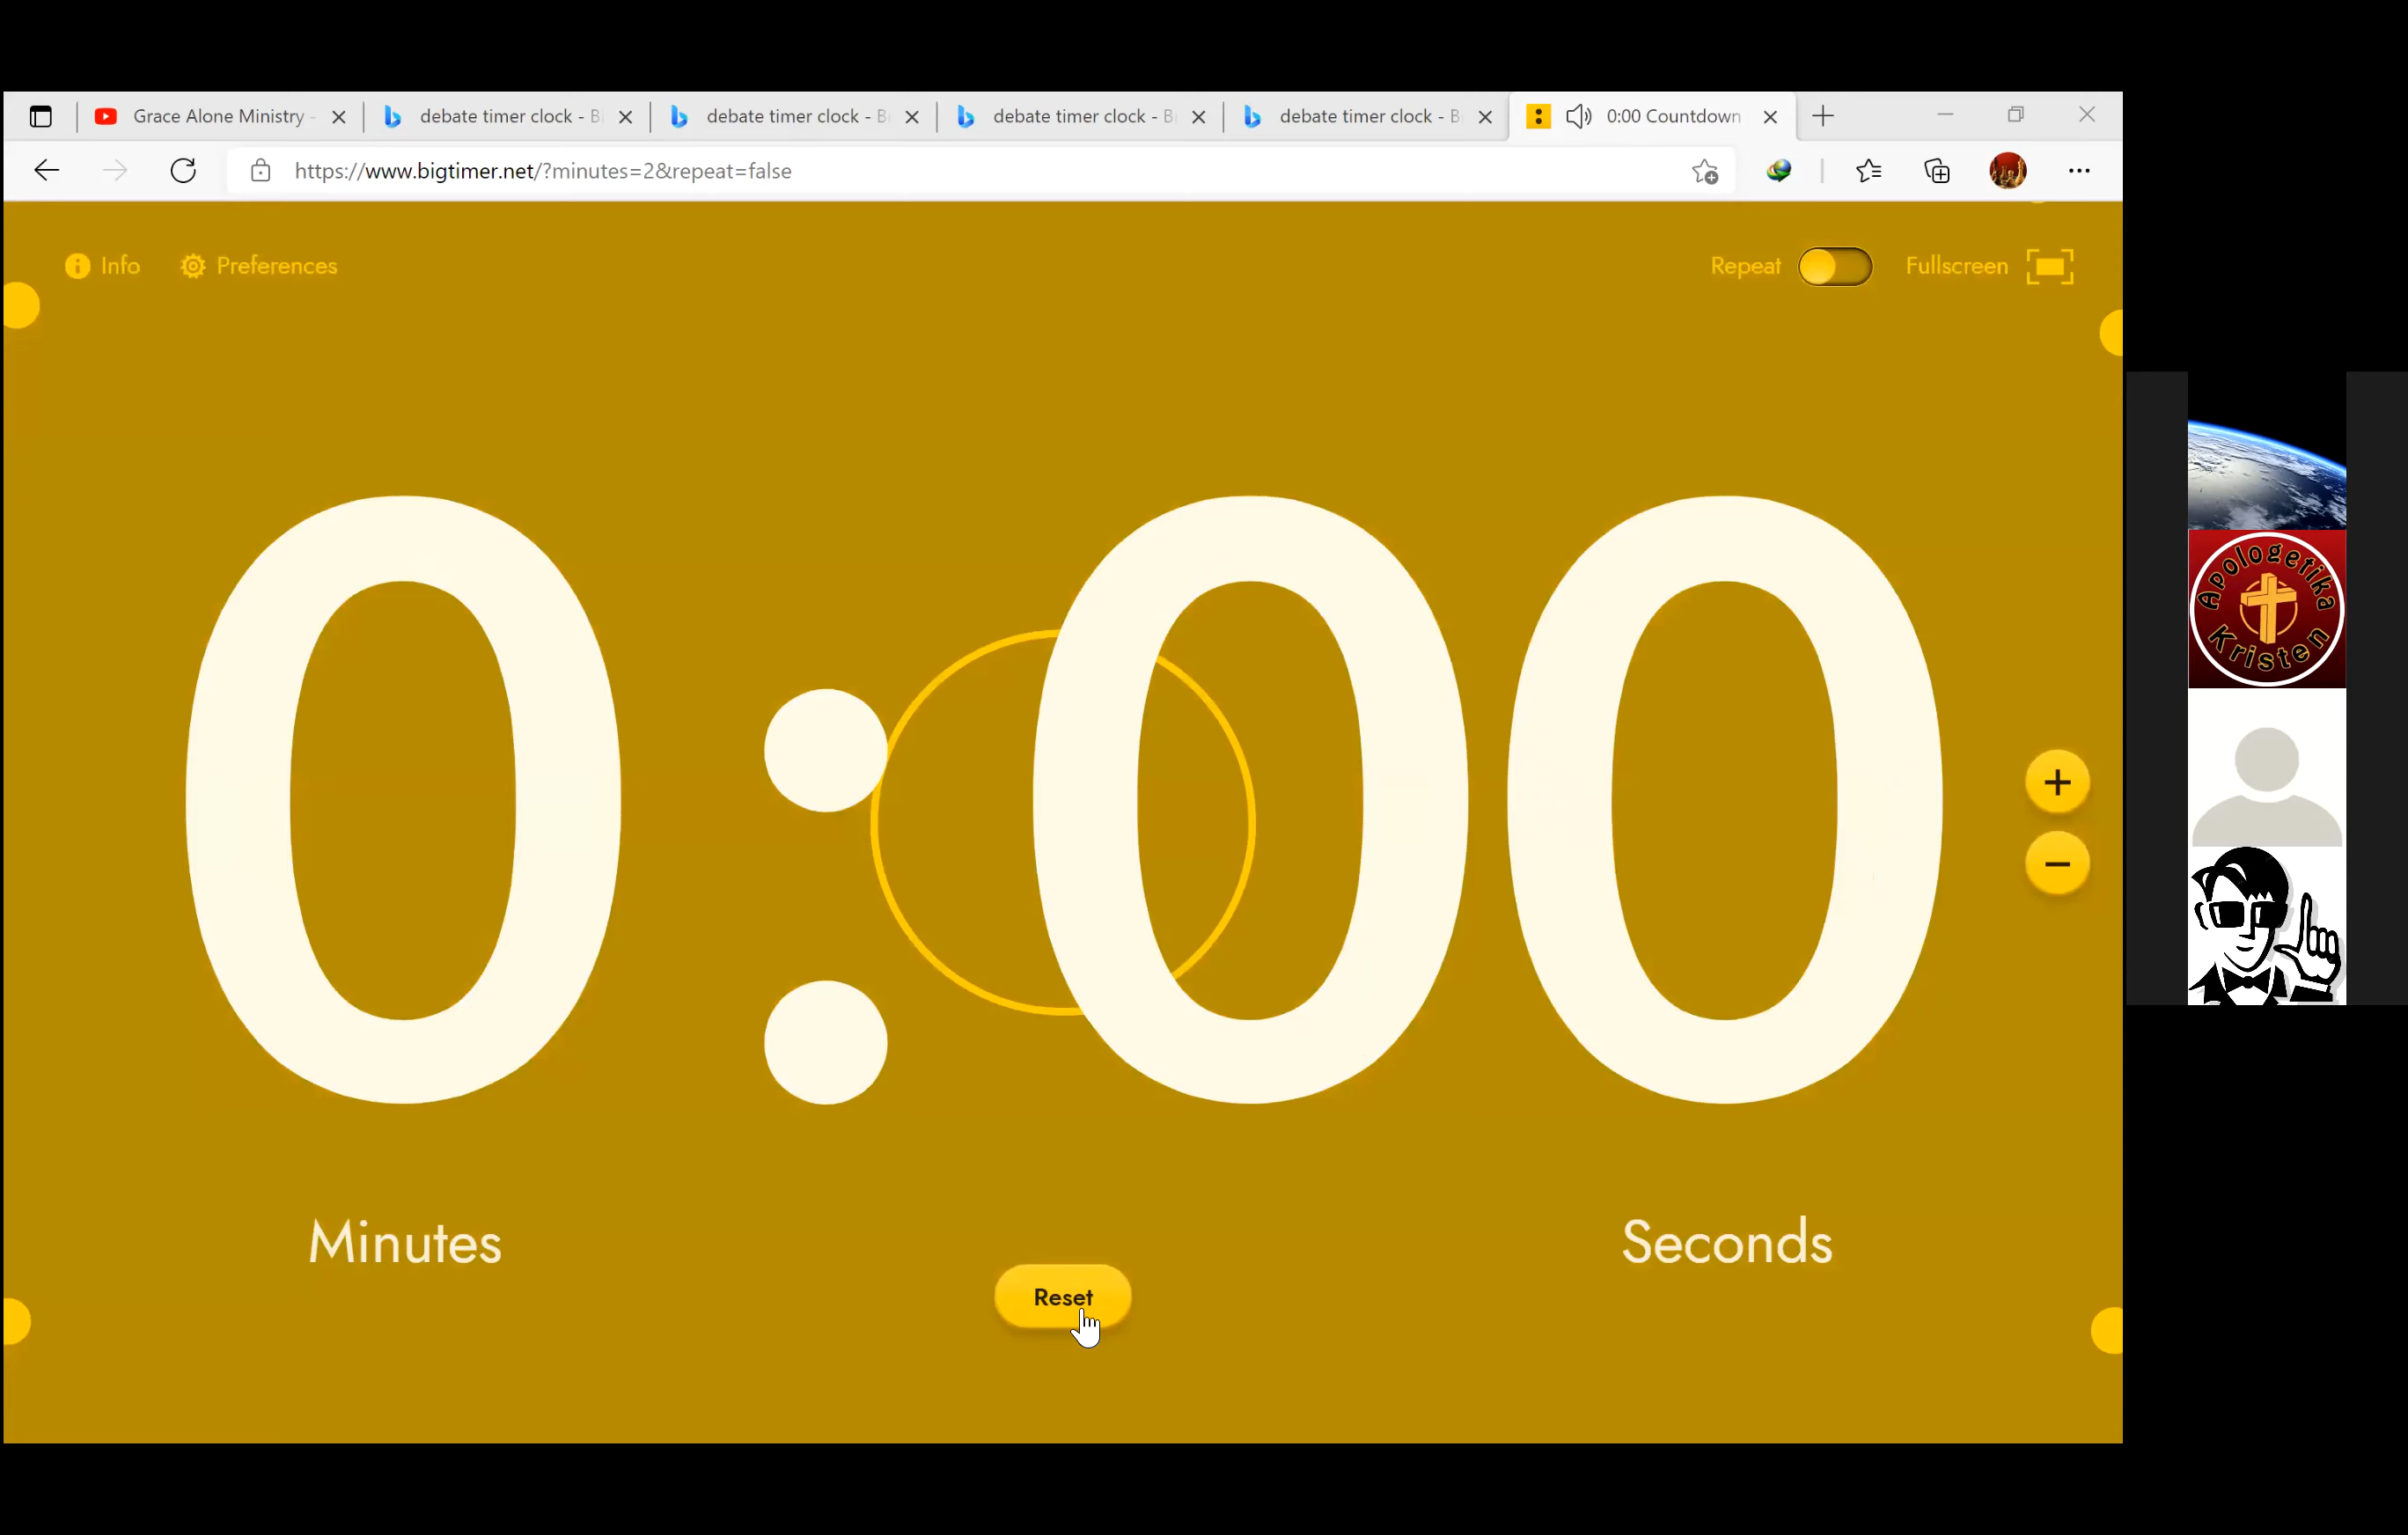 Grace Alone Ministry -
debate timer clock - B
debate timer clock - B
debate timer clock - B
debate timer clock - B
0:00 Countdown
https://www.bigtimer.net/?minutes=2&repeat=false
Info
Preferences
Repeat
Fullscreen
0:00
+
−
Minutes
Seconds
Reset
Apologetika
Kristen